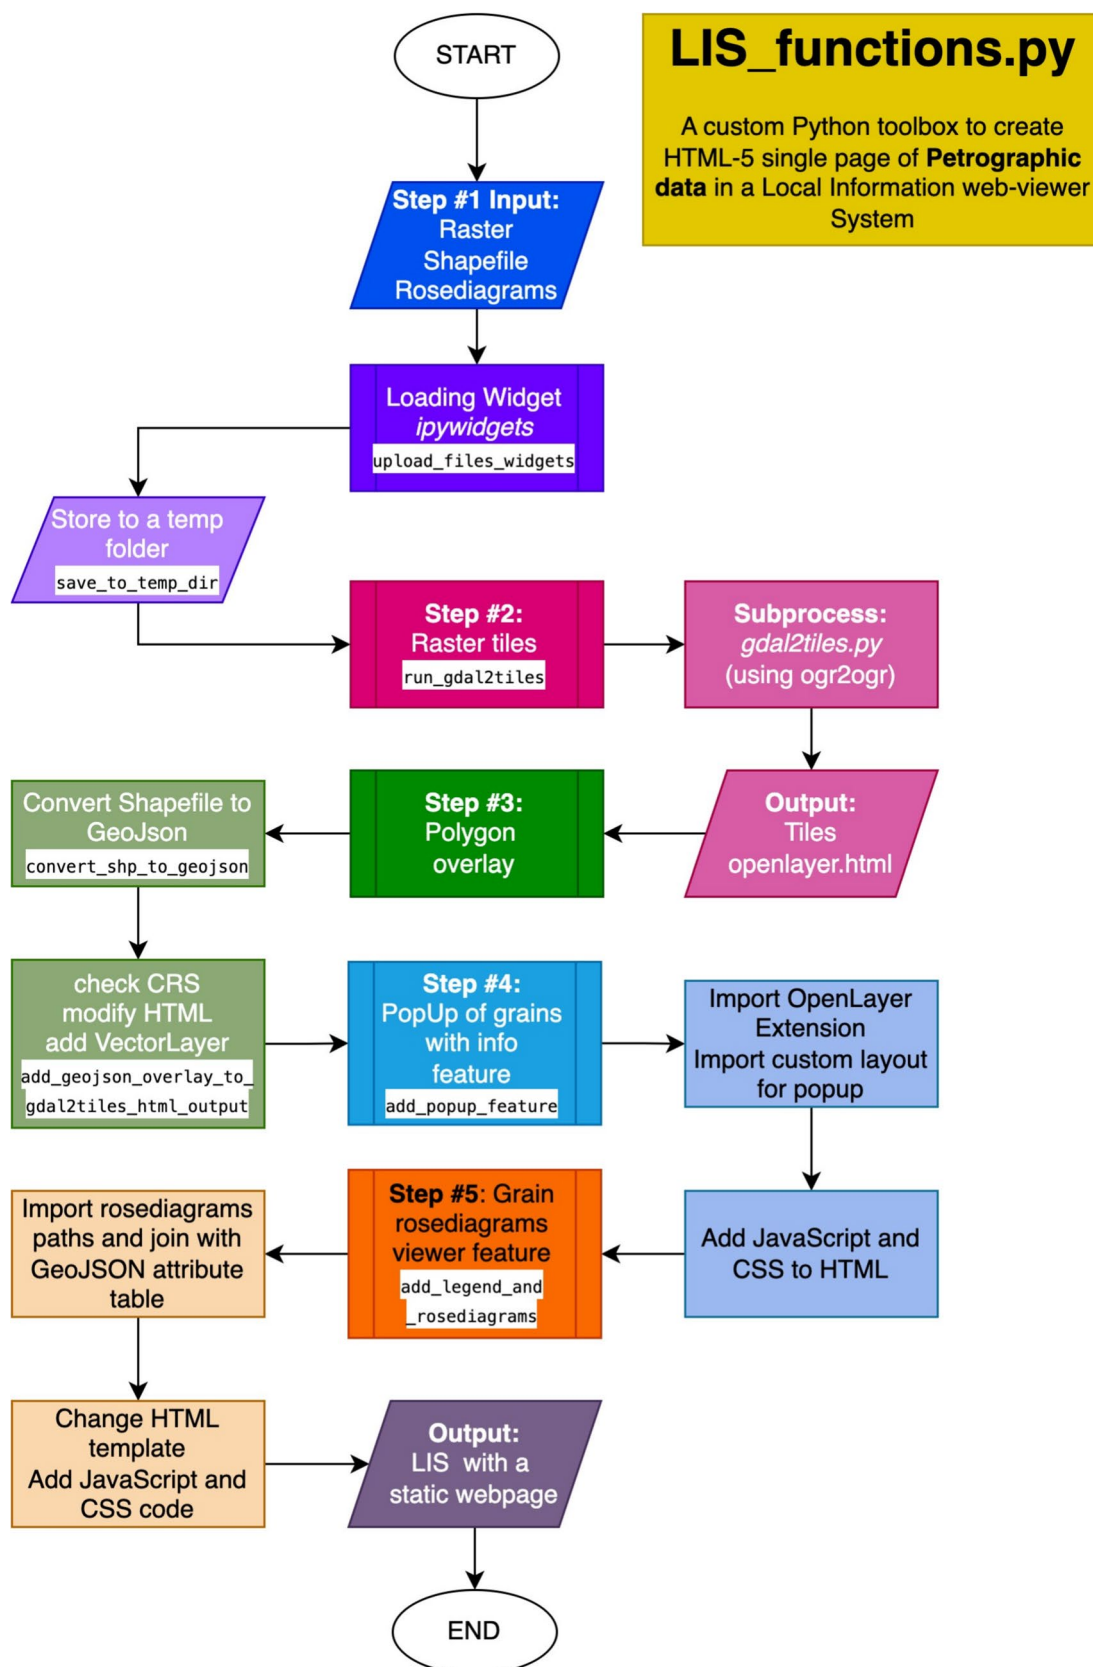 START
LIS_functions.py
A custom Python toolbox to create
HTML-5 single page of Petrographic
data in a Local Information web-viewer
System
Step #1 Input:
Raster
Shapefile
Rosediagrams
Loading Widget
ipywidgets
upload_files_widgets
Store to a temp
folder
save_to_temp_dir
Step #2:
Raster tiles
run_gdal2tiles
Subprocess:
gdal2tiles.py
(using ogr2ogr)
Output:
Tiles
openlayer.html
Step #3:
Polygon
overlay
Convert Shapefile to
GeoJson
convert_shp_to_geojson
check CRS
modify HTML
add VectorLayer
add_geojson_overlay_to_
gdal2tiles_html_output
Step #4:
PopUp of grains
with info
feature
add_popup_feature
Import OpenLayer
Extension
Import custom layout
for popup
Add JavaScript and
CSS to HTML
Step #5: Grain
rosediagrams
viewer feature
add_legend_and
_rosediagrams
Import rosediagrams
paths and join with
GeoJSON attribute
table
Change HTML
template
Add JavaScript and
CSS code
Output:
LIS with a
static webpage
END